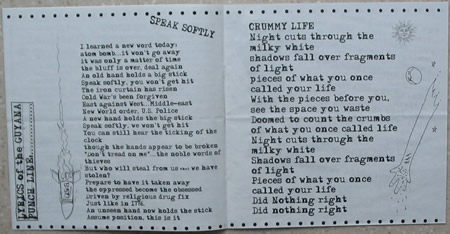 LYRICS of the GUYANA
PUNCH LINE
SPEAK SOFTLY
I learned a new word today;
atom bomb...it won't go away
it was only a matter of time
the bluff is over, deal again
An old hand holds a big stick
Speak softly, you won't get hit
The iron curtain has risen
Cold War's been forgiven
East against West...Middle-east
New World order, U.S. Police
A new hand holds the big stick
Speak softly, we won't get hit
You can still hear the ticking of the
clock
though the hands appear to be broken
"Don't tread on me"...the noble words of
thieves
But who will steal from us what we have
stolen?
Prepare to have it taken away
the oppressed become the obsessed
Driven by religious drug fix
Just like in 1776.
An unseen hand now holds the stick
Assume position, this is it
CRUMMY LIFE
Night cuts through the
milky white
shadows fall over fragments
of light
pieces of what you once
called your life
With the pieces before you,
see the space you waste
Doomed to count the crumbs
of what you once called life
Night cuts through the
milky white
Shadows fall over fragments
of light
Pieces of what you once
called your life
Did Nothing right
Did nothing right